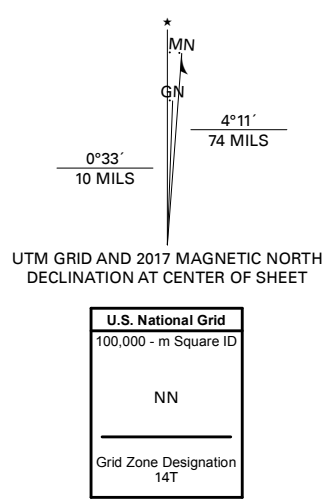 ★
MN
GN
4°11´
74 MILS
0°33´
10 MILS
UTM GRID AND 2017 MAGNETIC NORTH
DECLINATION AT CENTER OF SHEET
U.S. National Grid
100,000 - m Square ID
NN
Grid Zone Designation
14T